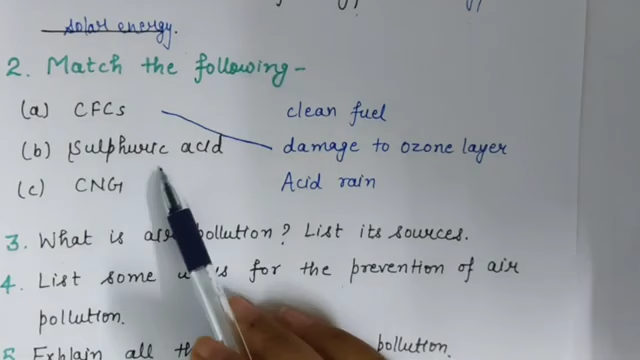 solar energy.
2. Match the following -
(a) CFCs clean fuel
(b) Sulphuric acid damage to ozone layer
(c) CNG Acid rain
3. What is air pollution? List its sources.
4. List some ways for the prevention of air
pollution.
5 Explain all pollution.